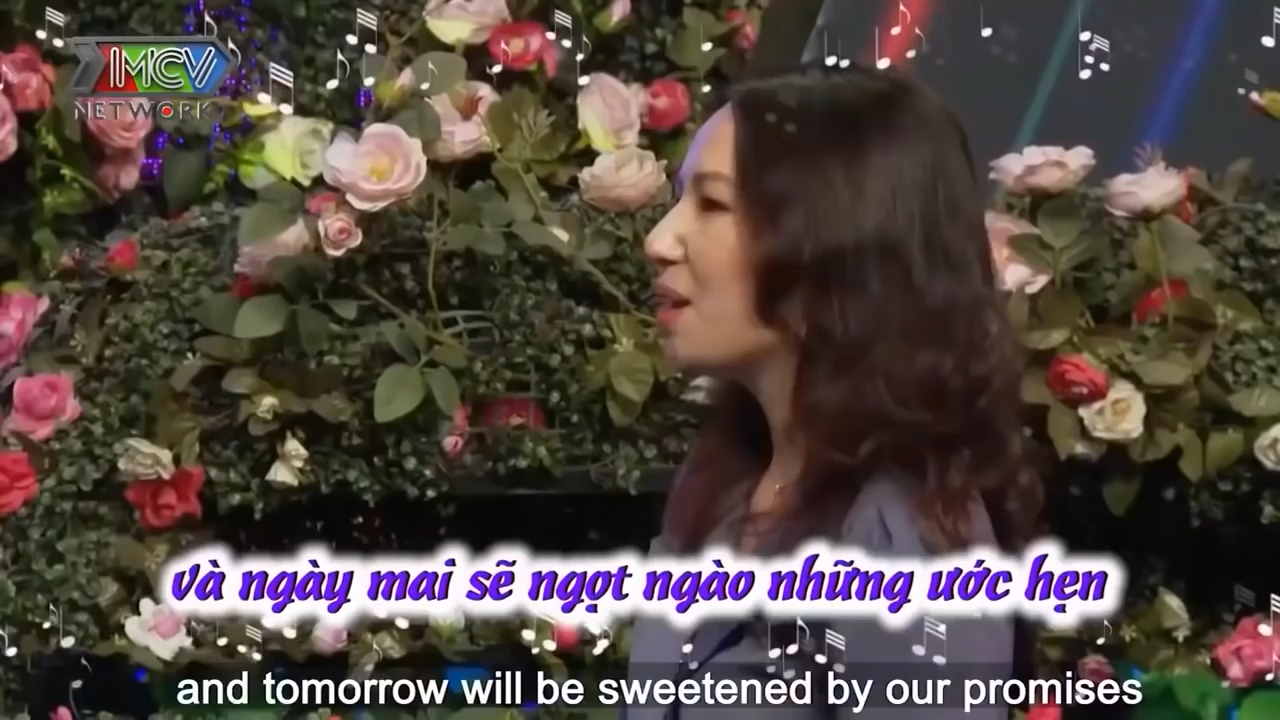 MCV
NETWORK
và ngày mai sẽ ngọt ngào những ước hẹn
and tomorrow will be sweetened by our promises